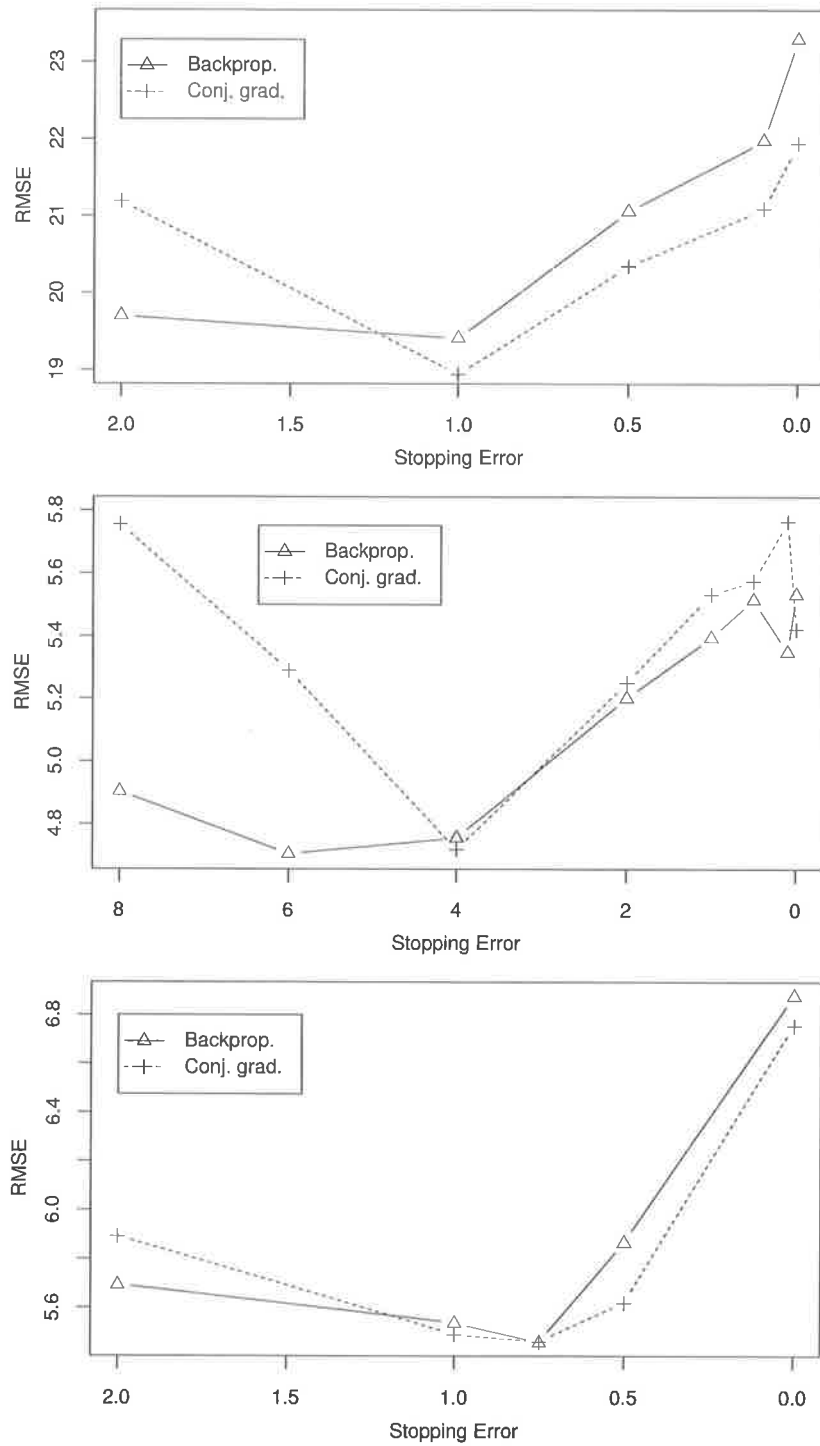 Backprop.
Conj. grad.
RMSE
23
22
21
20
19
2.0 1.5 1.0 0.5 0.0
Stopping Error
Backprop.
Conj. grad.
RMSE
5.8
5.6
5.4
5.2
5.0
4.8
8 6 4 2 0
Stopping Error
Backprop.
Conj. grad.
RMSE
6.8
6.4
6.0
5.6
2.0 1.5 1.0 0.5 0.0
Stopping Error